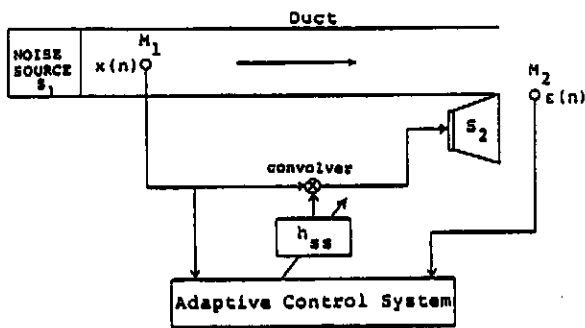 Duct
NOISE
SOURCE
S1
M1
x(n)
M2
ε(n)
S2
convolver
hss
Adaptive Control System